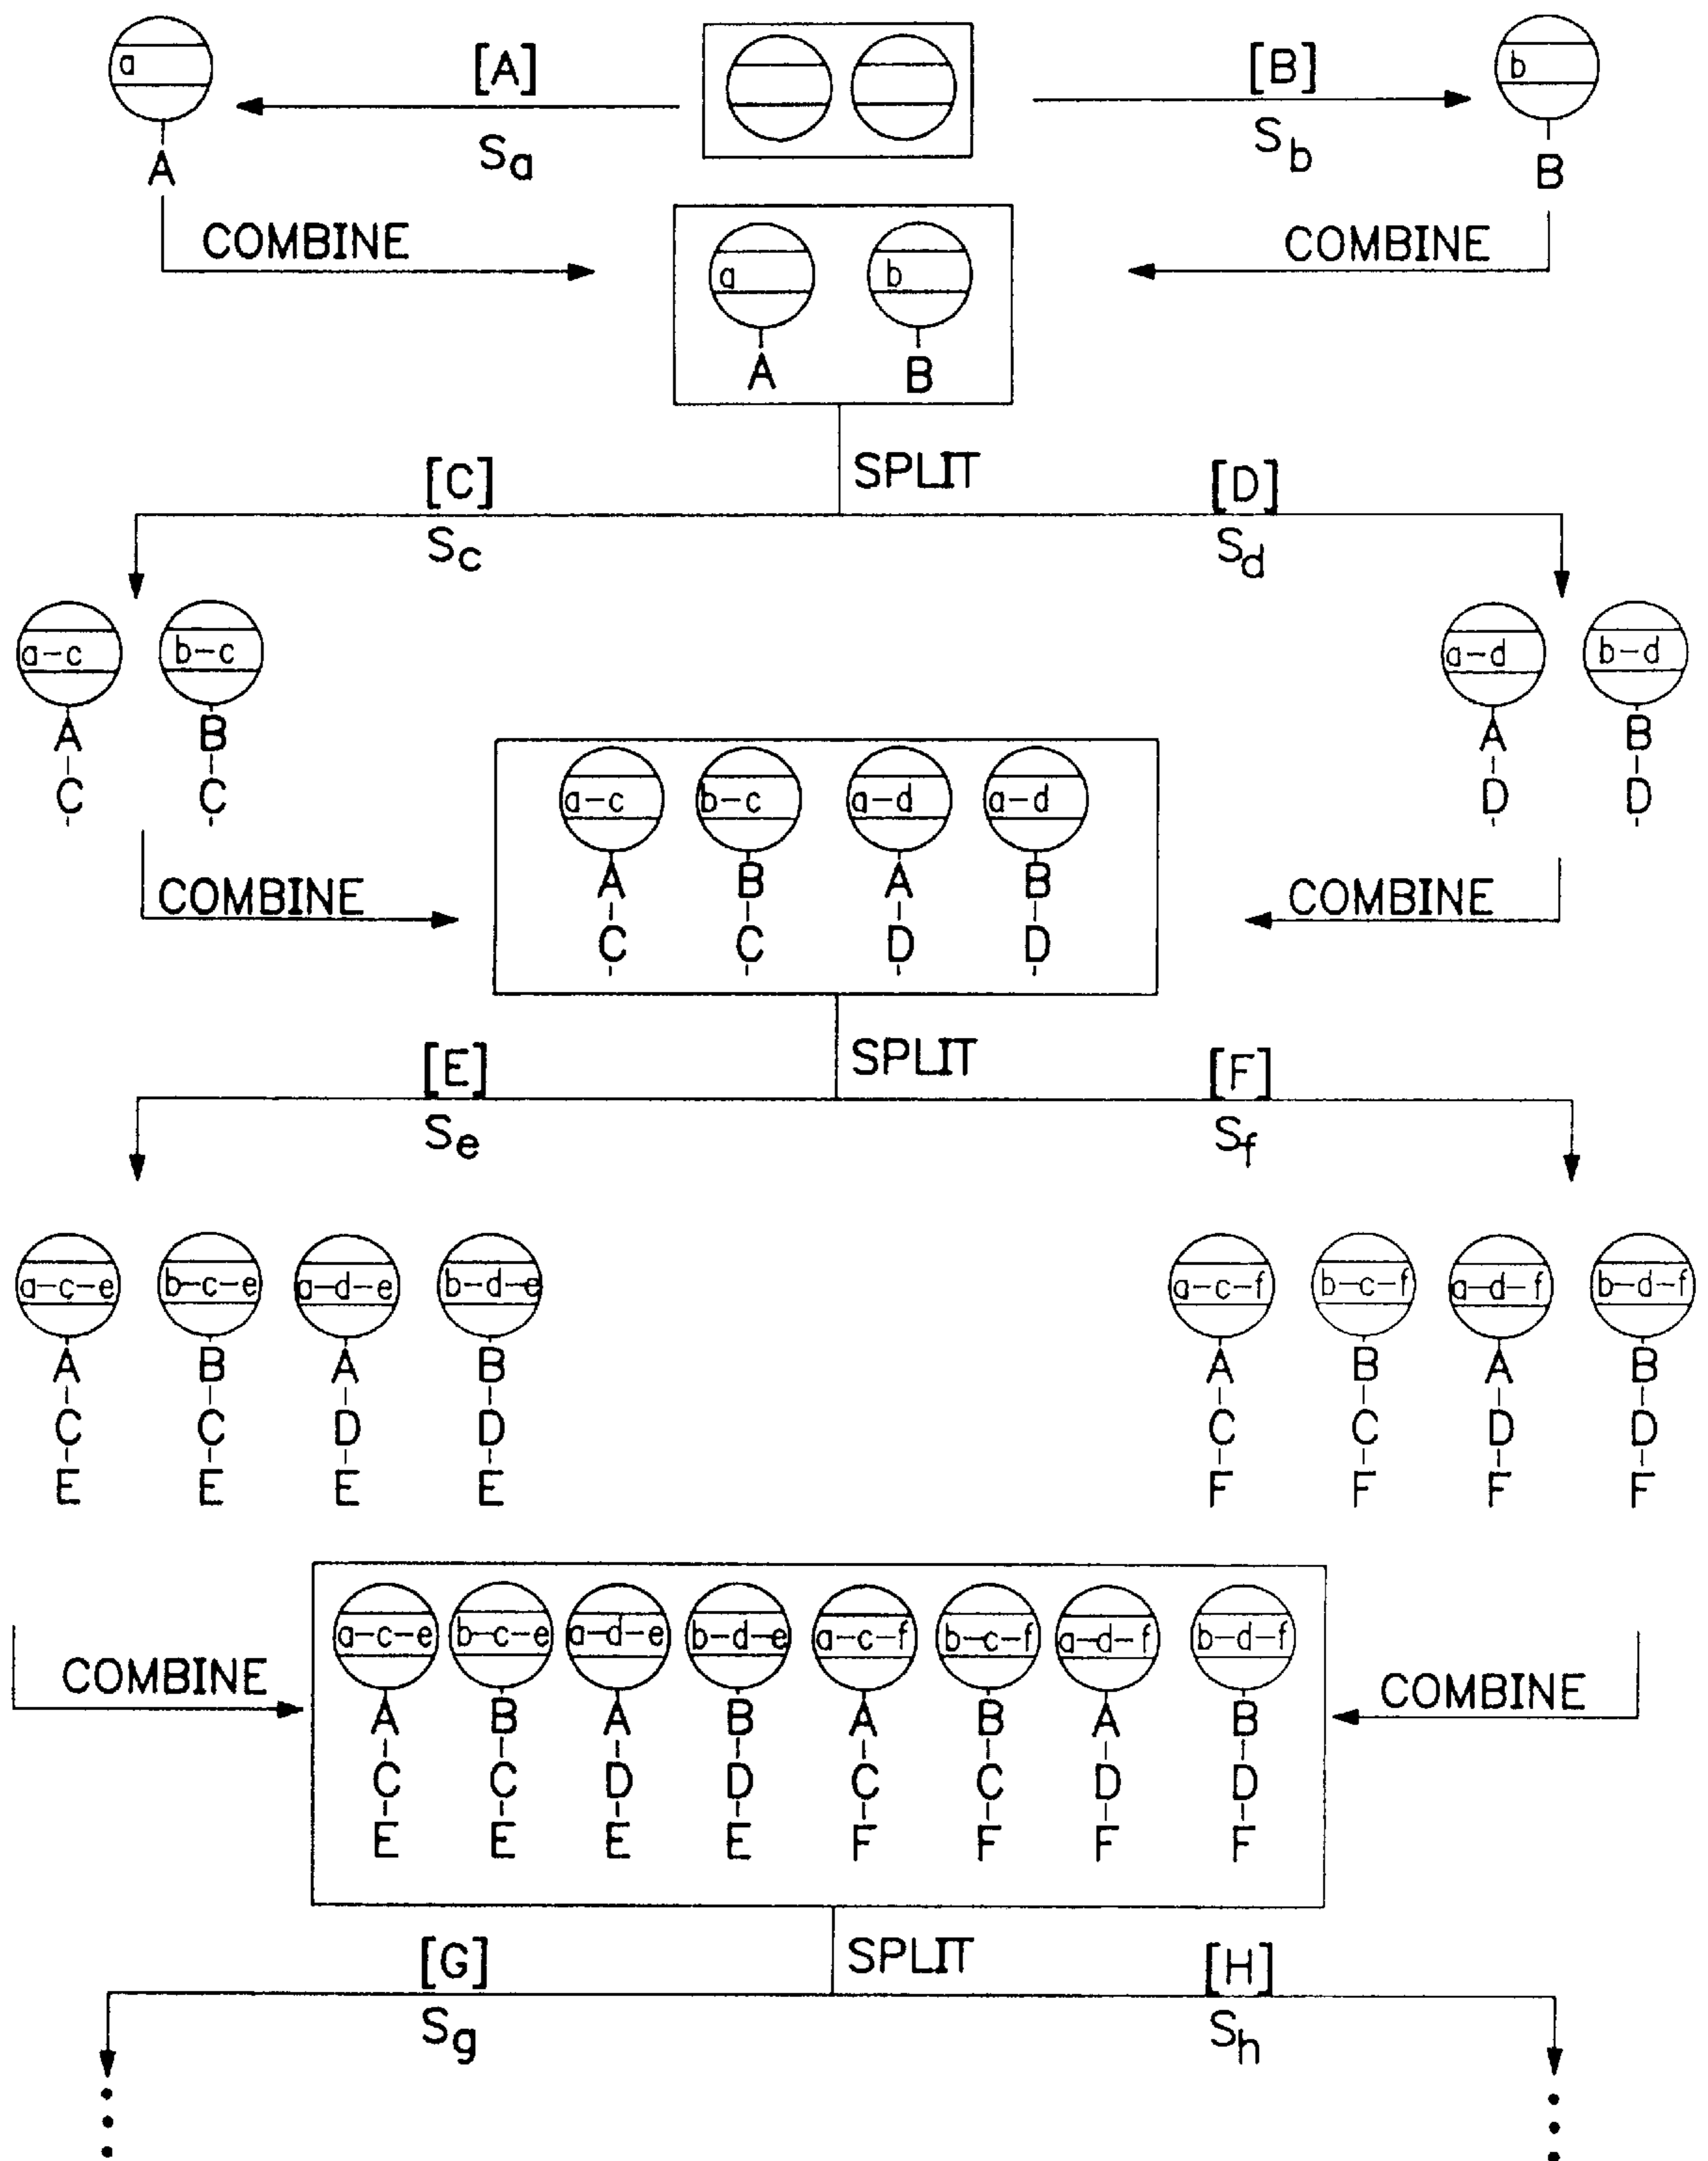 a [A] [B] b
Sa Sb
A B
COMBINE COMBINE
a b
A B
SPLIT
[C] [D]
Sc Sd
a-c b-c a-d b-d
A B A B
C C D D
a-c b-c a-d a-d
A B A B
COMBINE COMBINE
C C D D
SPLIT
[E] [F]
Se Sf
a-c-e b-c-e a-d-e b-d-e a-c-f b-c-f a-d-f b-d-f
A B A B A B A B
C C D D C C D D
E E E E F F F F
a-c-e b-c-e a-d-e b-d-e a-c-f b-c-f a-d-f b-d-f
COMBINE COMBINE
A B A B A B A B
C C D D C C D D
E E E E F F F F
SPLIT
[G] [H]
Sg Sh